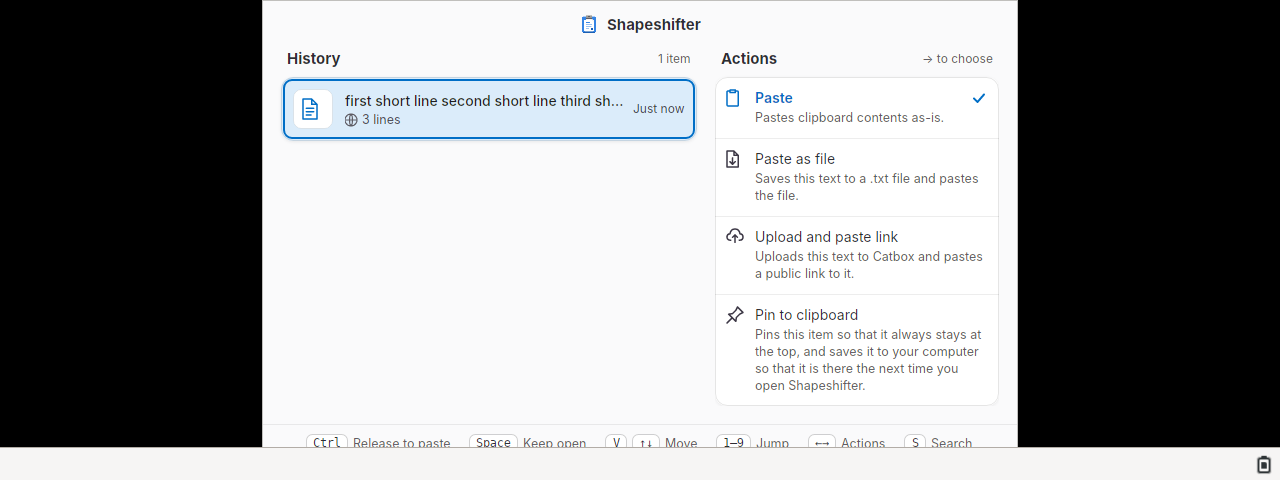 Shapeshifter
History
1 item
first short line second short line third sh...
3 lines
Just now
Actions
→ to choose
Paste
Pastes clipboard contents as-is.
Paste as file
Saves this text to a .txt file and pastes
the file.
Upload and paste link
Uploads this text to Catbox and pastes
a public link to it.
Pin to clipboard
Pins this item so that it always stays at
the top, and saves it to your computer
so that it is there the next time you
open Shapeshifter.
Ctrl Release to paste Space Keep open V ↑↓ Move 1–9 Jump ←→ Actions S Search